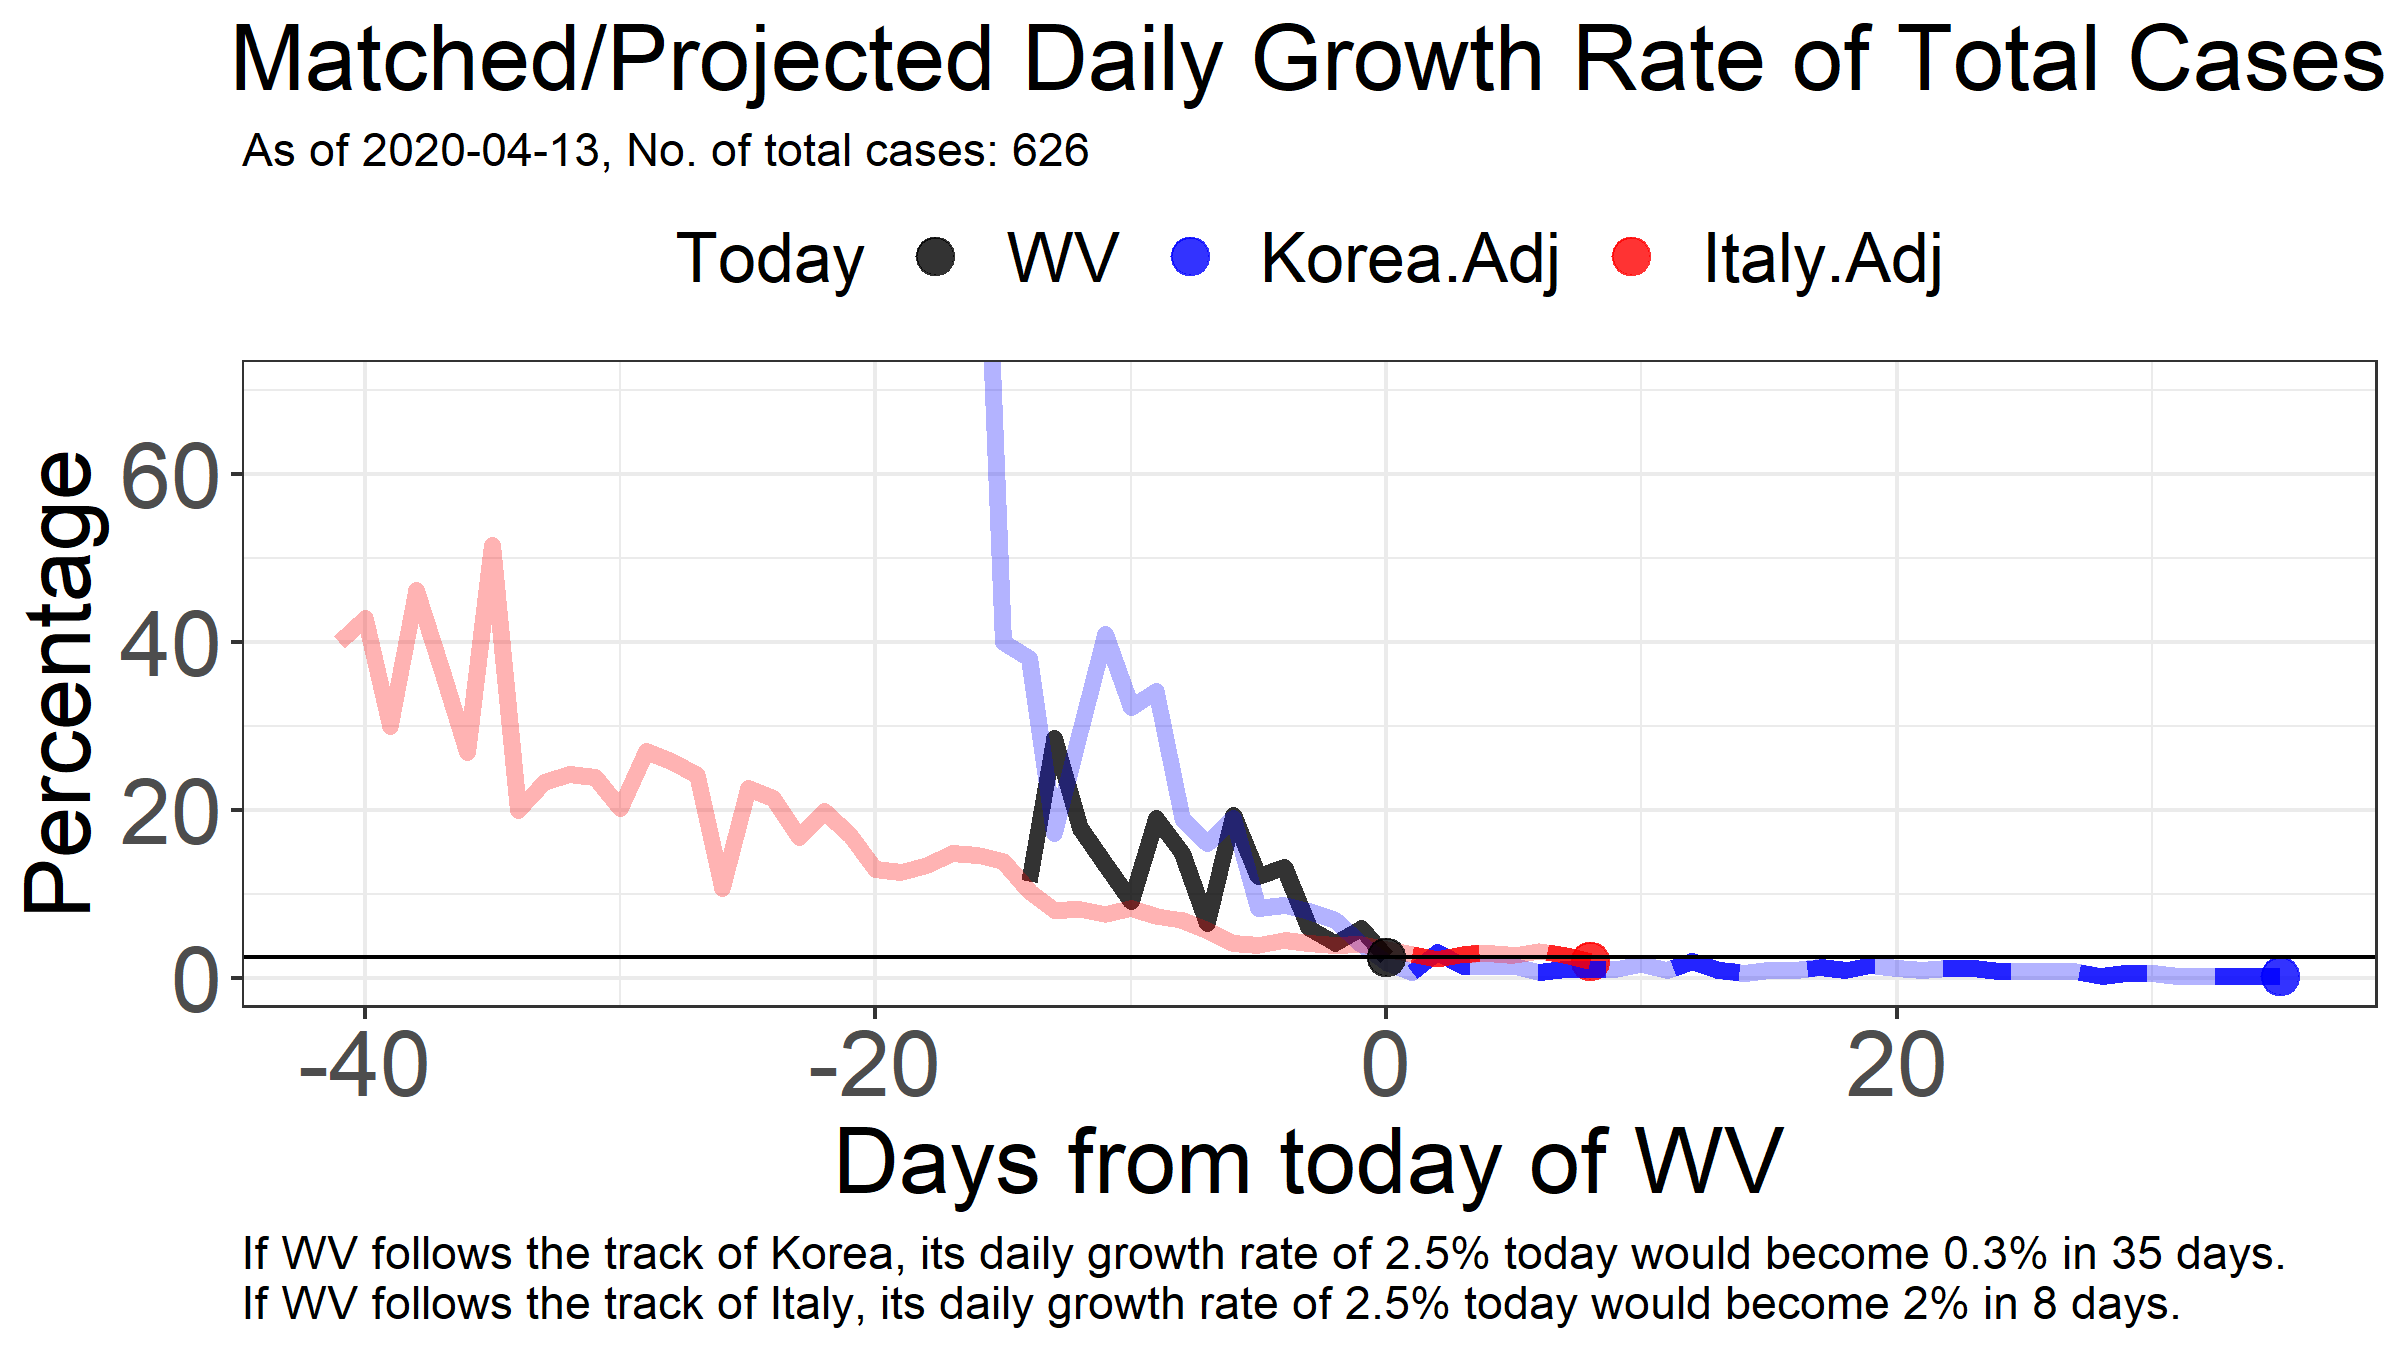 Matched/Projected Daily Growth Rate of Total Cases
As of 2020-04-13, No. of total cases: 626
Today WV Korea.Adj Italy.Adj
Percentage
60
40
20
0
-40 -20 0 20
Days from today of WV
If WV follows the track of Korea, its daily growth rate of 2.5% today would become 0.3% in 35 days.
If WV follows the track of Italy, its daily growth rate of 2.5% today would become 2% in 8 days.